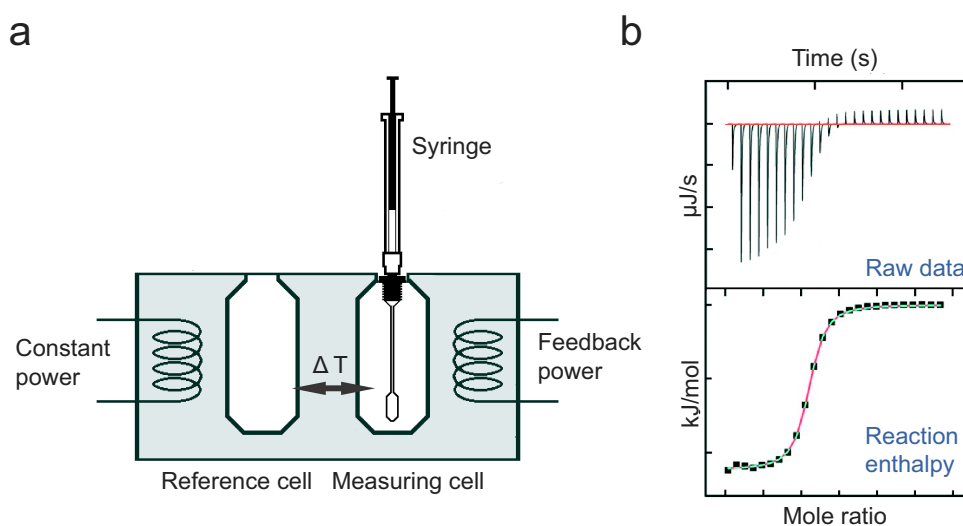 a
Syringe
Constant
power
Δ T
Feedback
power
Reference cell
Measuring cell
b
Time (s)
μJ/s
Raw data
kJ/mol
Reaction
enthalpy
Mole ratio